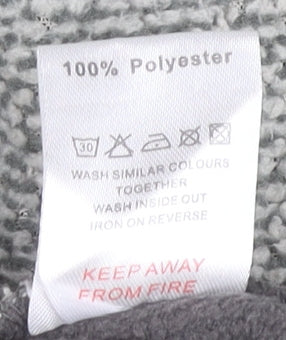 100% Polyester
30
WASH SIMILAR COLOURS
TOGETHER
WASH INSIDE OUT
IRON ON REVERSE
KEEP AWAY
FROM FIRE